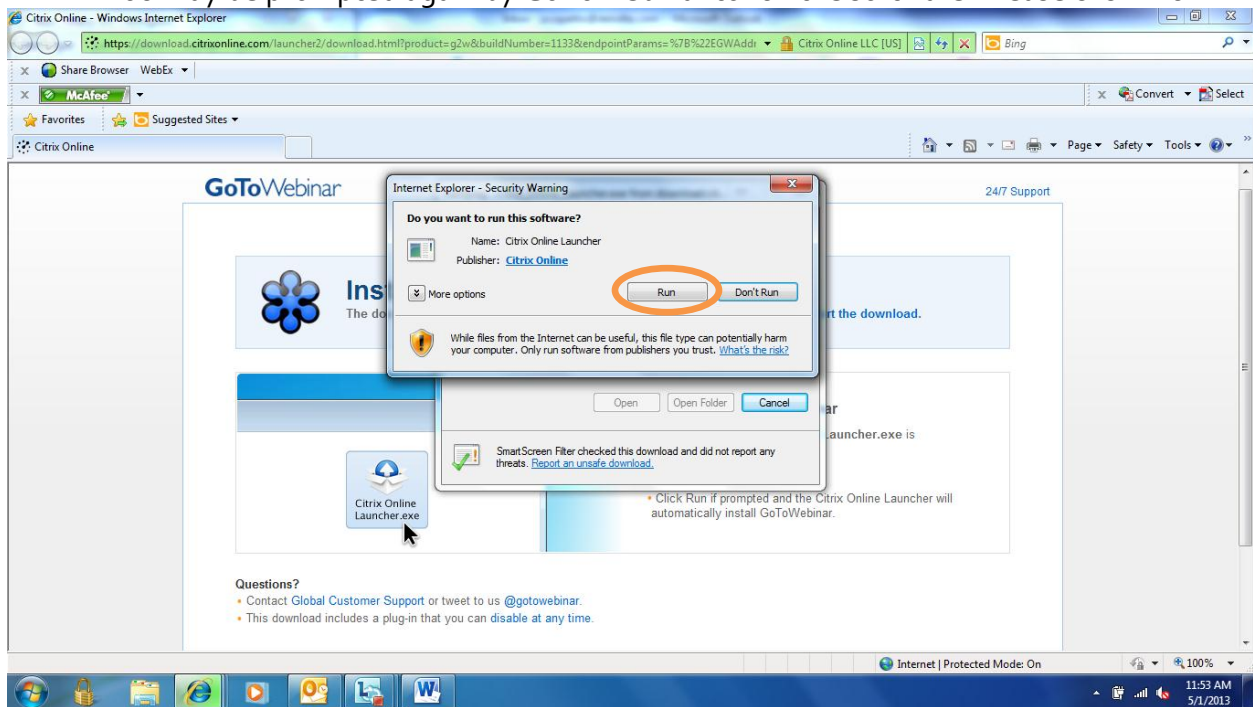 Citrix Online - Windows Internet Explorer
https://download.citrixonline.com/launcher2/download.html?product=g2w&buildNumber=1133&endpointParams=%7B%22EGWAddr
Citrix Online LLC [US]
Bing
x Share Browser WebEx
x McAfee
x Convert Select
Favorites Suggested Sites
Citrix Online
Page Safety Tools
GoToWebinar
24/7 Support
Internet Explorer - Security Warning
Do you want to run this software?
Name: Citrix Online Launcher
Publisher: Citrix Online
More options
Run
Don't Run
Ins
The do
rt the download.
While files from the Internet can be useful, this file type can potentially harm
your computer. Only run software from publishers you trust. What's the risk?
Open
Open Folder
Cancel
ar
auncher.exe is
SmartScreen Filter checked this download and did not report any
threats. Report an unsafe download.
Citrix Online
Launcher.exe
• Click Run if prompted and the Citrix Online Launcher will
automatically install GoToWebinar.
Questions?
• Contact Global Customer Support or tweet to us @gotowebinar.
• This download includes a plug-in that you can disable at any time.
Internet | Protected Mode: On
100%
11:53 AM
5/1/2013